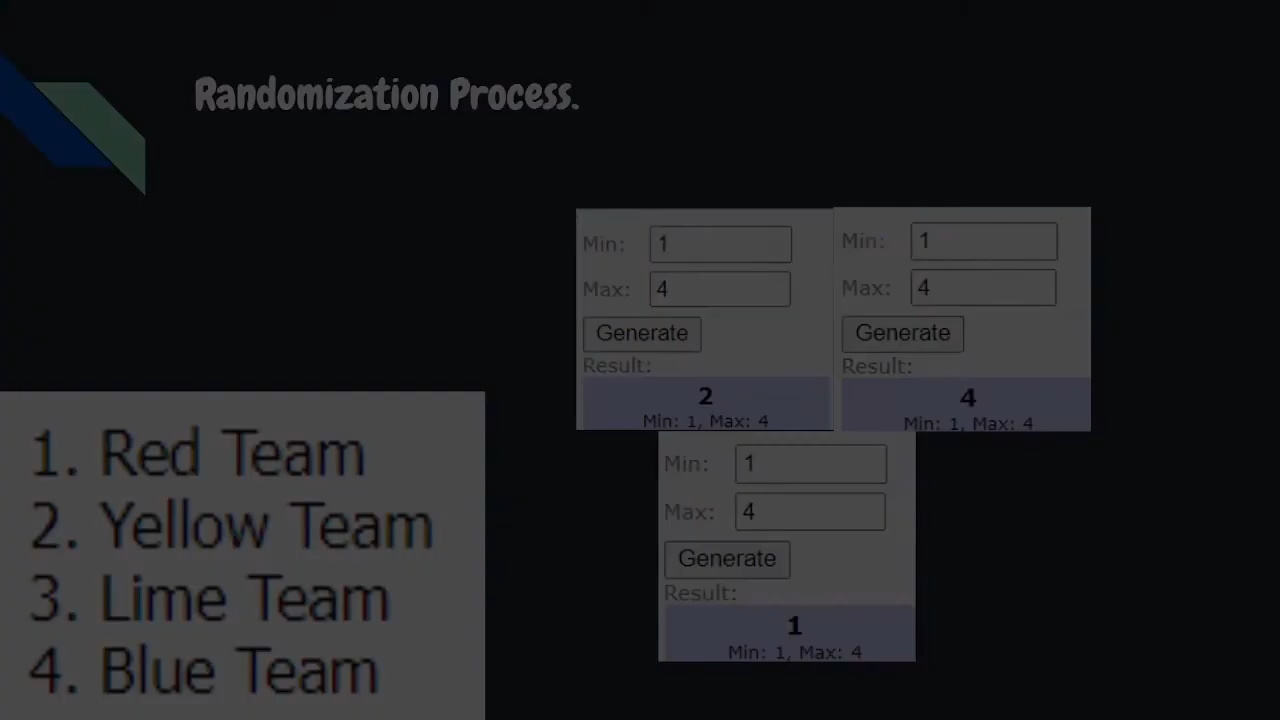 Randomization Process.
Min: 1
Max: 4
Generate
Result:
2
Min: 1, Max: 4
Min: 1
Max: 4
Generate
Result:
4
Min: 1, Max: 4
Min: 1
Max: 4
Generate
Result:
1
Min: 1, Max: 4
1. Red Team
2. Yellow Team
3. Lime Team
4. Blue Team